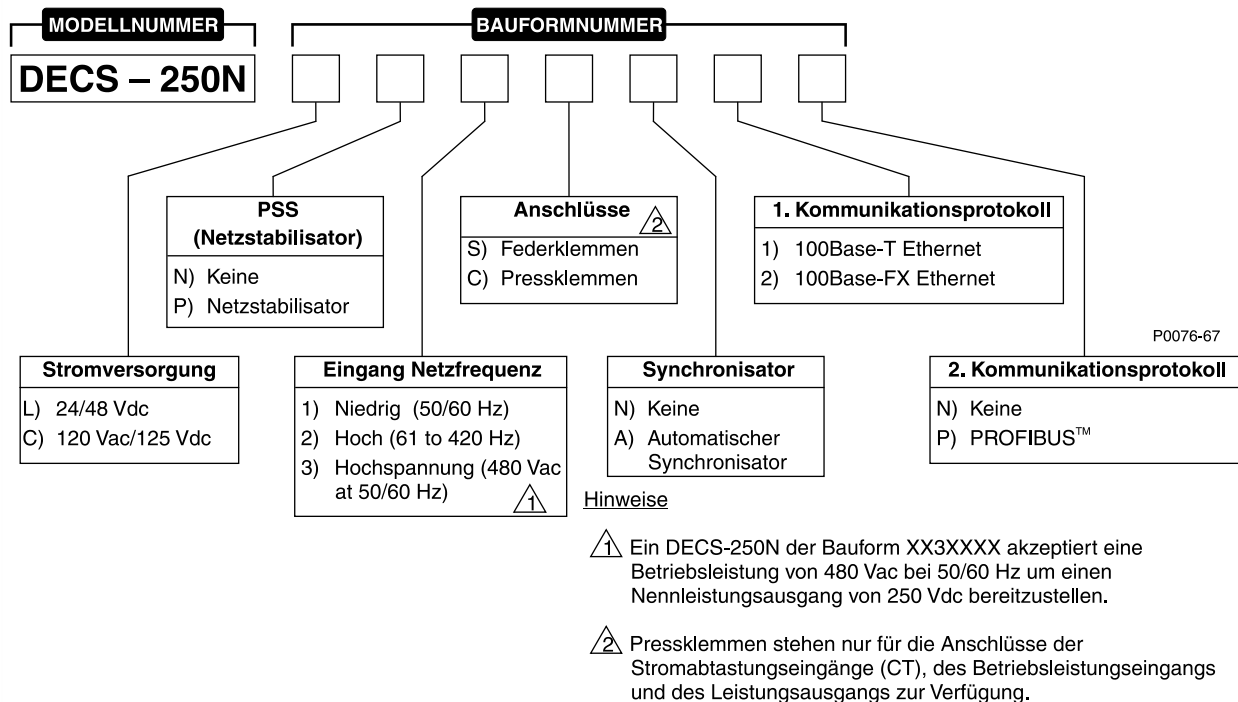 MODELLNUMMER
BAUFORMNUMMER
DECS – 250N
PSS
(Netzstabilisator)
N) Keine
P) Netzstabilisator
Anschlüsse
2
S) Federklemmen
C) Pressklemmen
1. Kommunikationsprotokoll
1) 100Base-T Ethernet
2) 100Base-FX Ethernet
P0076-67
Stromversorgung
L) 24/48 Vdc
C) 120 Vac/125 Vdc
Eingang Netzfrequenz
1) Niedrig (50/60 Hz)
2) Hoch (61 to 420 Hz)
3) Hochspannung (480 Vac
at 50/60 Hz)
1
Synchronisator
N) Keine
A) Automatischer
Synchronisator
2. Kommunikationsprotokoll
N) Keine
P) PROFIBUS™
Hinweise
1 Ein DECS-250N der Bauform XX3XXXX akzeptiert eine
Betriebsleistung von 480 Vac bei 50/60 Hz um einen
Nennleistungsausgang von 250 Vdc bereitzustellen.
2 Pressklemmen stehen nur für die Anschlüsse der
Stromabtastungseingänge (CT), des Betriebsleistungseingangs
und des Leistungsausgangs zur Verfügung.